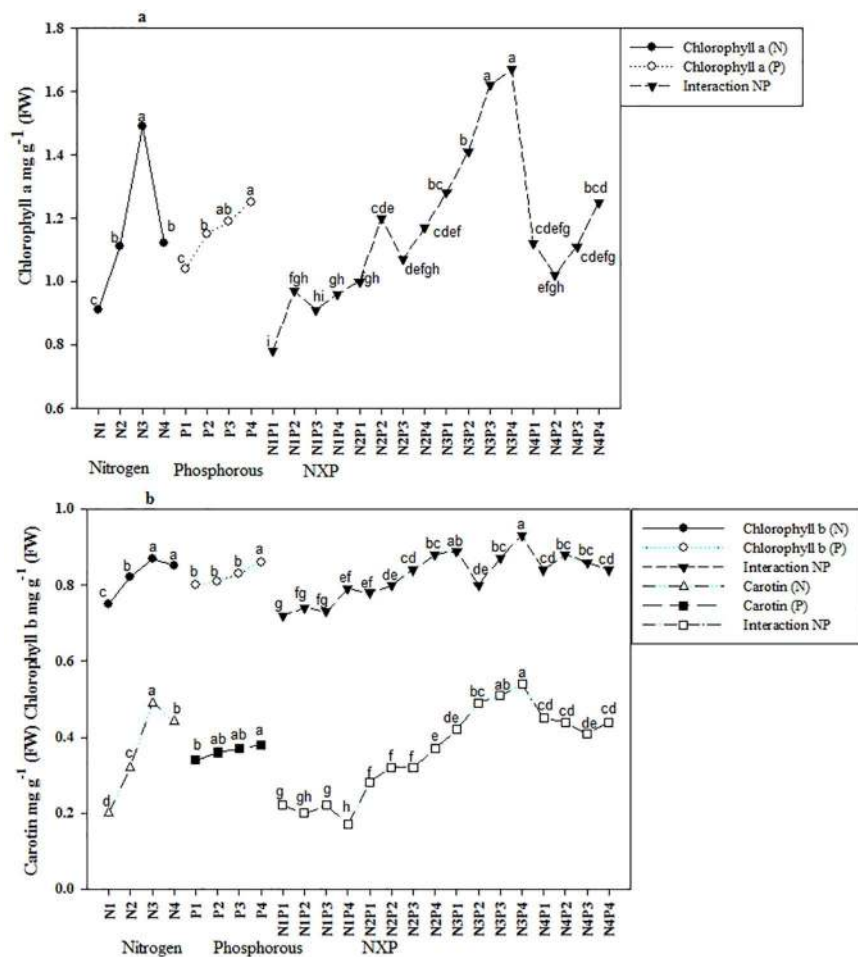 a
Chlorophyll a mg g-1 (FW)
1.8
1.6
1.4
1.2
1.0
0.8
0.6
c
b
a
b
c
b
ab
a
i
fgh
hi
gh
fgh
cde
defgh
cdef
bc
b
a
a
cdefg
efgh
cdefg
bcd
N1 N2 N3 N4 P1 P2 P3 P4 N1P1 N1P2 N1P3 N1P4 N2P1 N2P2 N2P3 N2P4 N3P1 N3P2 N3P3 N3P4 N4P1 N4P2 N4P3 N4P4
Nitrogen Phosphorous NXP
Chlorophyll a (N)
Chlorophyll a (P)
Interaction NP
b
Carotin mg g-1 (FW) Chlorophyll b mg g-1 (FW)
1.0
0.8
0.6
0.4
0.2
0.0
c b a a b b b a g fg fg ef ef de cd bc ab de bc a cd bc bc cd
d c a b b ab ab a g gh g h f f f e de bc ab a cd cd de cd
N1 N2 N3 N4 P1 P2 P3 P4 N1P1 N1P2 N1P3 N1P4 N2P1 N2P2 N2P3 N2P4 N3P1 N3P2 N3P3 N3P4 N4P1 N4P2 N4P3 N4P4
Nitrogen Phosphorous NXP
Chlorophyll b (N)
Chlorophyll b (P)
Interaction NP
Carotin (N)
Carotin (P)
Interaction NP